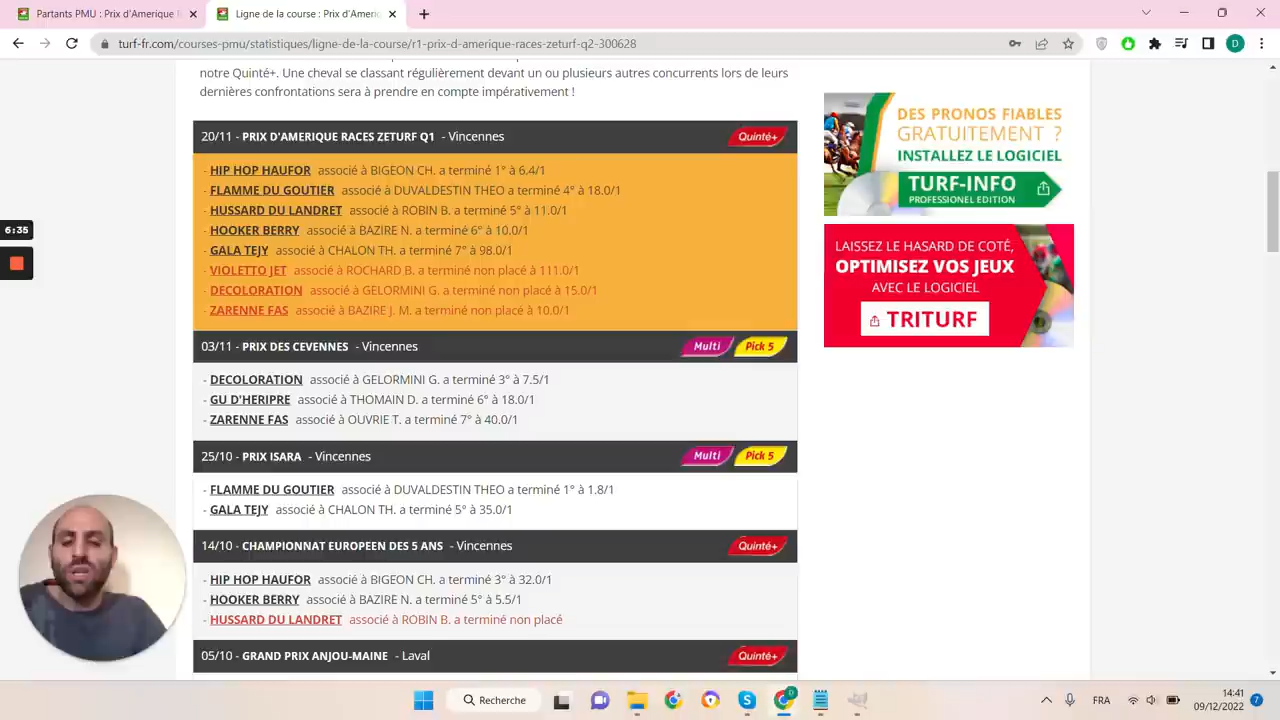 Partants PMU : Prix d'Ameri
Ligne de la course : Prix d'Ameri
turf-fr.com/courses-pmu/statistiques/ligne-de-la-course/r1-prix-d-amerique-races-zeturf-q2-300628
D
notre Quinté+. Une cheval se classant régulièrement devant un ou plusieurs autres concurrents lors de leurs
dernières confrontations sera à prendre en compte impérativement !
20/11 - PRIX D'AMERIQUE RACES ZETURF Q1 - Vincennes Quinté+
- HIP HOP HAUFOR associé à BIGEON CH. a terminé 1° à 6.4/1
- FLAMME DU GOUTIER associé à DUVALDESTIN THEO a terminé 4° à 18.0/1
- HUSSARD DU LANDRET associé à ROBIN B. a terminé 5° à 11.0/1
- HOOKER BERRY associé à BAZIRE N. a terminé 6° à 10.0/1
- GALA TEJY associé à CHALON TH. a terminé 7° à 98.0/1
- VIOLETTO JET associé à ROCHARD B. a terminé non placé à 111.0/1
- DECOLORATION associé à GELORMINI G. a terminé non placé à 15.0/1
- ZARENNE FAS associé à BAZIRE J. M. a terminé non placé à 10.0/1
03/11 - PRIX DES CEVENNES - Vincennes Multi Pick 5
- DECOLORATION associé à GELORMINI G. a terminé 3° à 7.5/1
- GU D'HERIPRE associé à THOMAIN D. a terminé 6° à 18.0/1
- ZARENNE FAS associé à OUVRIE T. a terminé 7° à 40.0/1
25/10 - PRIX ISARA - Vincennes Multi Pick 5
- FLAMME DU GOUTIER associé à DUVALDESTIN THEO a terminé 1° à 1.8/1
- GALA TEJY associé à CHALON TH. a terminé 5° à 35.0/1
14/10 - CHAMPIONNAT EUROPEEN DES 5 ANS - Vincennes Quinté+
- HIP HOP HAUFOR associé à BIGEON CH. a terminé 3° à 32.0/1
- HOOKER BERRY associé à BAZIRE N. a terminé 5° à 5.5/1
- HUSSARD DU LANDRET associé à ROBIN B. a terminé non placé
05/10 - GRAND PRIX ANJOU-MAINE - Laval Quinté+
DES PRONOS FIABLES
GRATUITEMENT ?
INSTALLEZ LE LOGICIEL
TURF-INFO
PROFESSIONEL EDITION
LAISSEZ LE HASARD DE COTÉ,
OPTIMISEZ VOS JEUX
AVEC LE LOGICIEL
TRITURF
6:35
Recherche
D
FRA
14:41
09/12/2022
7